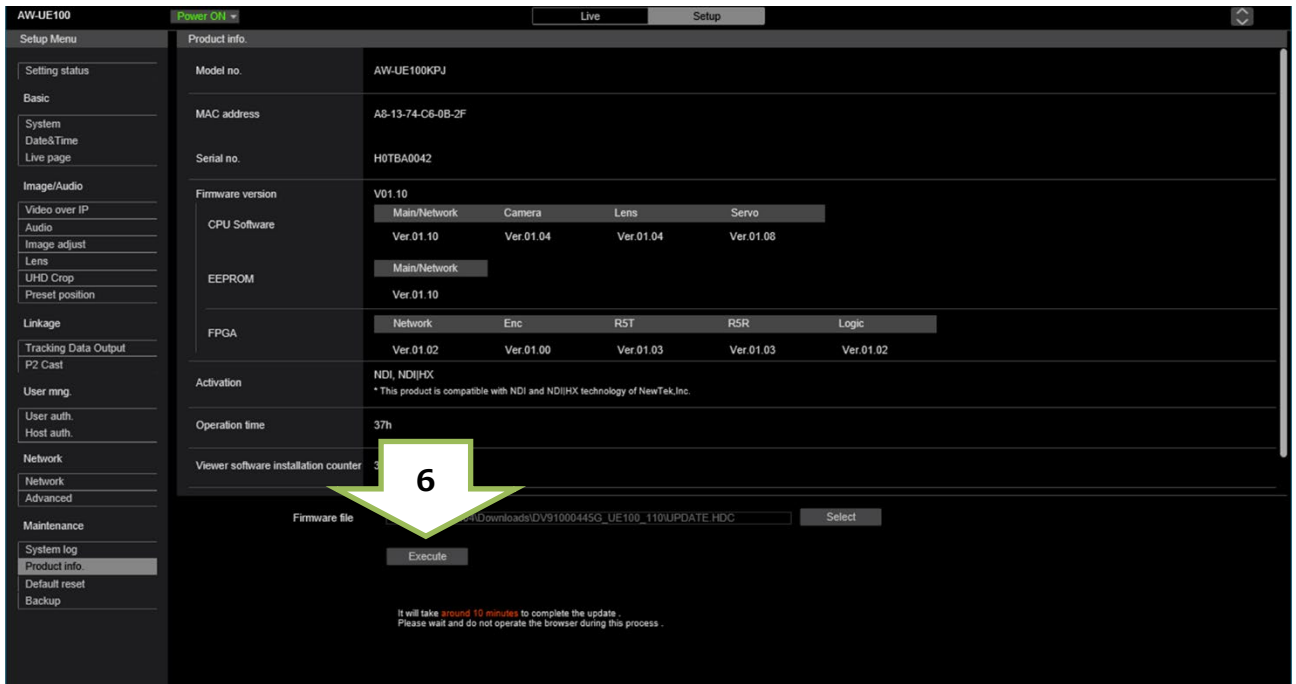 AW-UE100 Power ON Live Setup
Setup Menu Product info.
Setting status
Basic
System
Date&Time
Live page
Image/Audio
Video over IP
Audio
Image adjust
Lens
UHD Crop
Preset position
Linkage
Tracking Data Output
P2 Cast
User mng.
User auth.
Host auth.
Network
Network
Advanced
Maintenance
System log
Product info.
Default reset
Backup
Model no. AW-UE100KPJ
MAC address A8-13-74-C6-0B-2F
Serial no. H0TBA0042
Firmware version V01.10
CPU Software
Main/Network Camera Lens Servo
Ver.01.10 Ver.01.04 Ver.01.04 Ver.01.08
EEPROM
Main/Network
Ver.01.10
FPGA
Network Enc R5T R5R Logic
Ver.01.02 Ver.01.00 Ver.01.03 Ver.01.03 Ver.01.02
Activation NDI, NDI|HX
* This product is compatible with NDI and NDI|HX technology of NewTek,Inc.
Operation time 37h
Viewer software installation counter
6
Firmware file \Downloads\DV91000445G_UE100_110\UPDATE.HDC Select
Execute
It will take around 10 minutes to complete the update .
Please wait and do not operate the browser during this process .